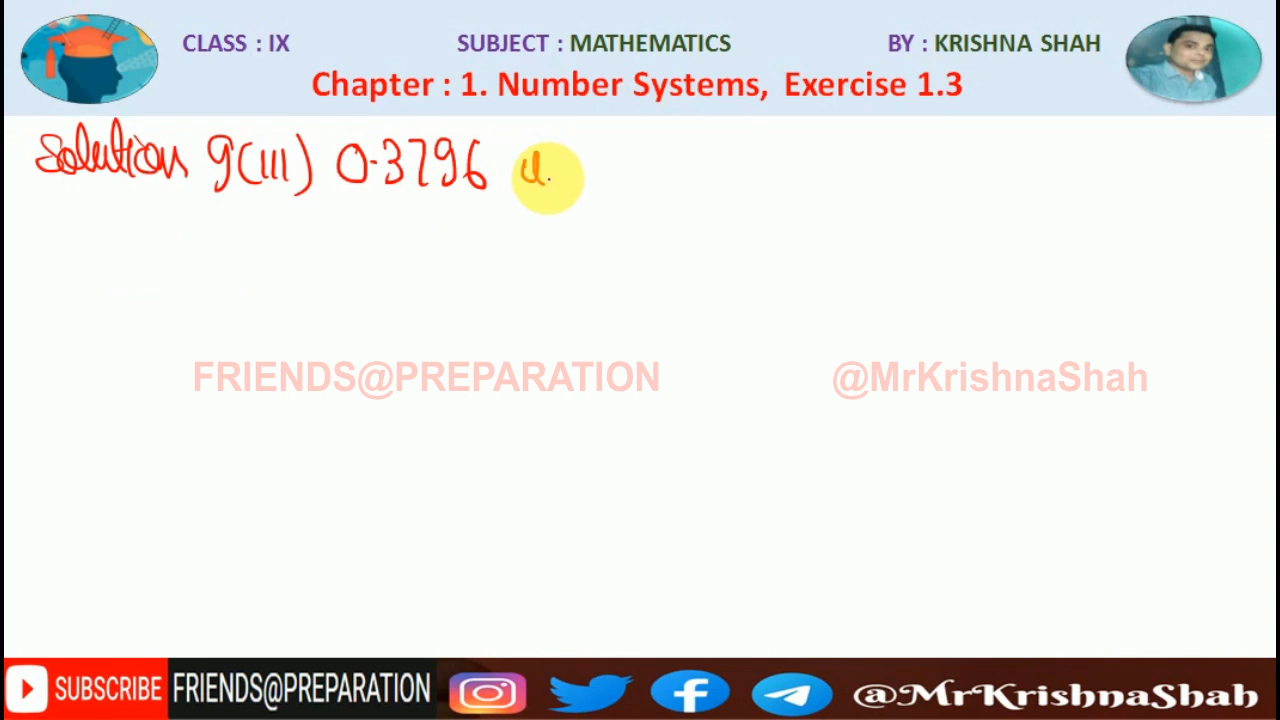 CLASS : IX SUBJECT : MATHEMATICS BY : KRISHNA SHAH
Chapter : 1. Number Systems, Exercise 1.3
Solution 9(iii) 0.3796
FRIENDS@PREPARATION @MrKrishnaShah
SUBSCRIBE FRIENDS@PREPARATION @MrKrishnaShah